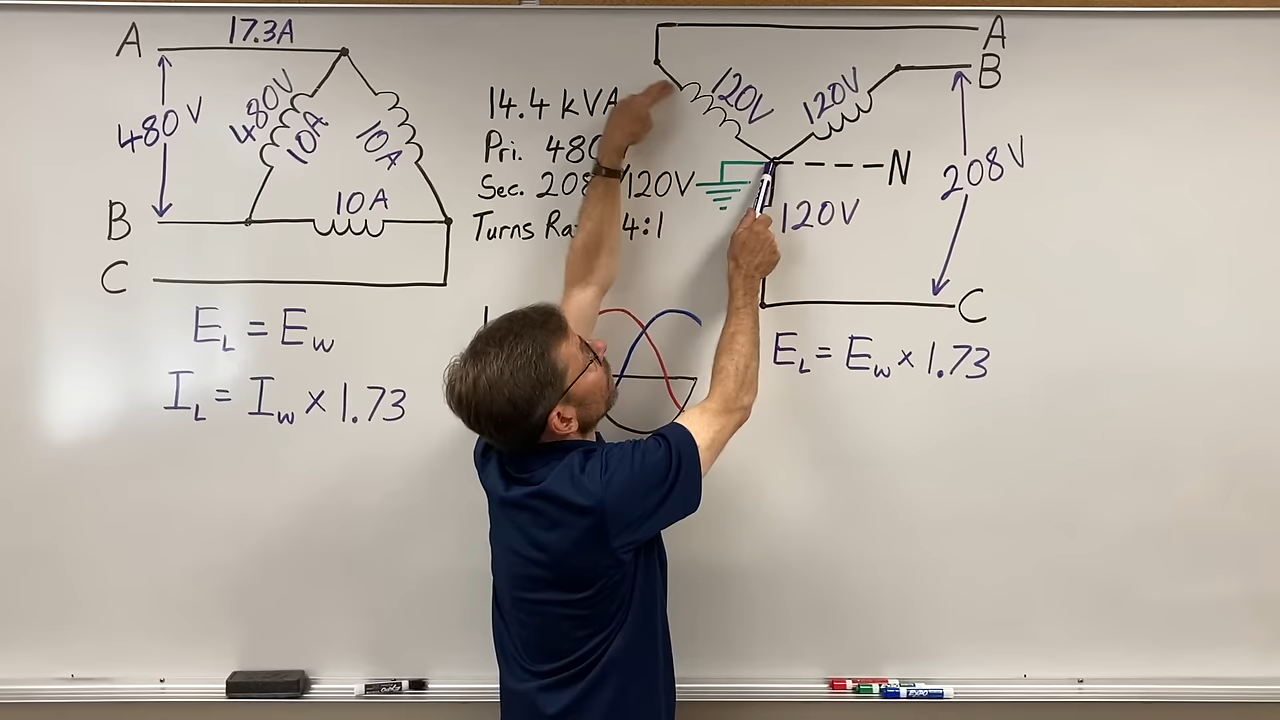 A 17.3A
480V
480V
10A
10A
B 10A
C
E_L = E_W
I_L = I_W × 1.73
14.4 kVA
Pri. 480
Sec. 208 /120V
Turns Ra 4:1
A
B
120V
120V
N
208V
120V
C
E_L = E_W × 1.73
EXPO